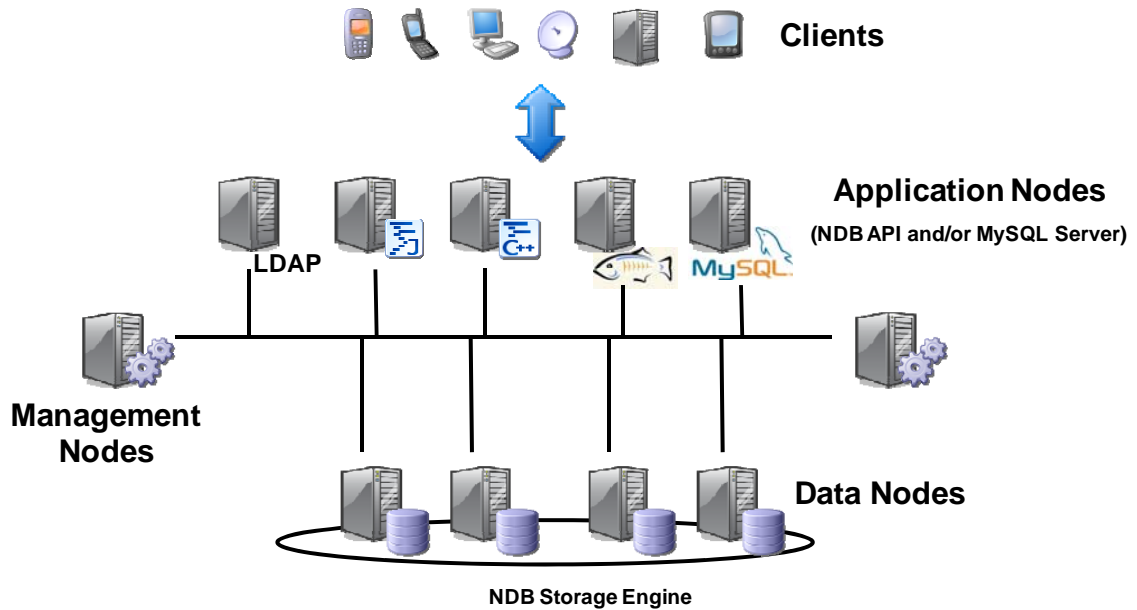 Clients
Application Nodes
(NDB API and/or MySQL Server)
LDAP
J
C++
MySQL
Management
Nodes
Data Nodes
NDB Storage Engine